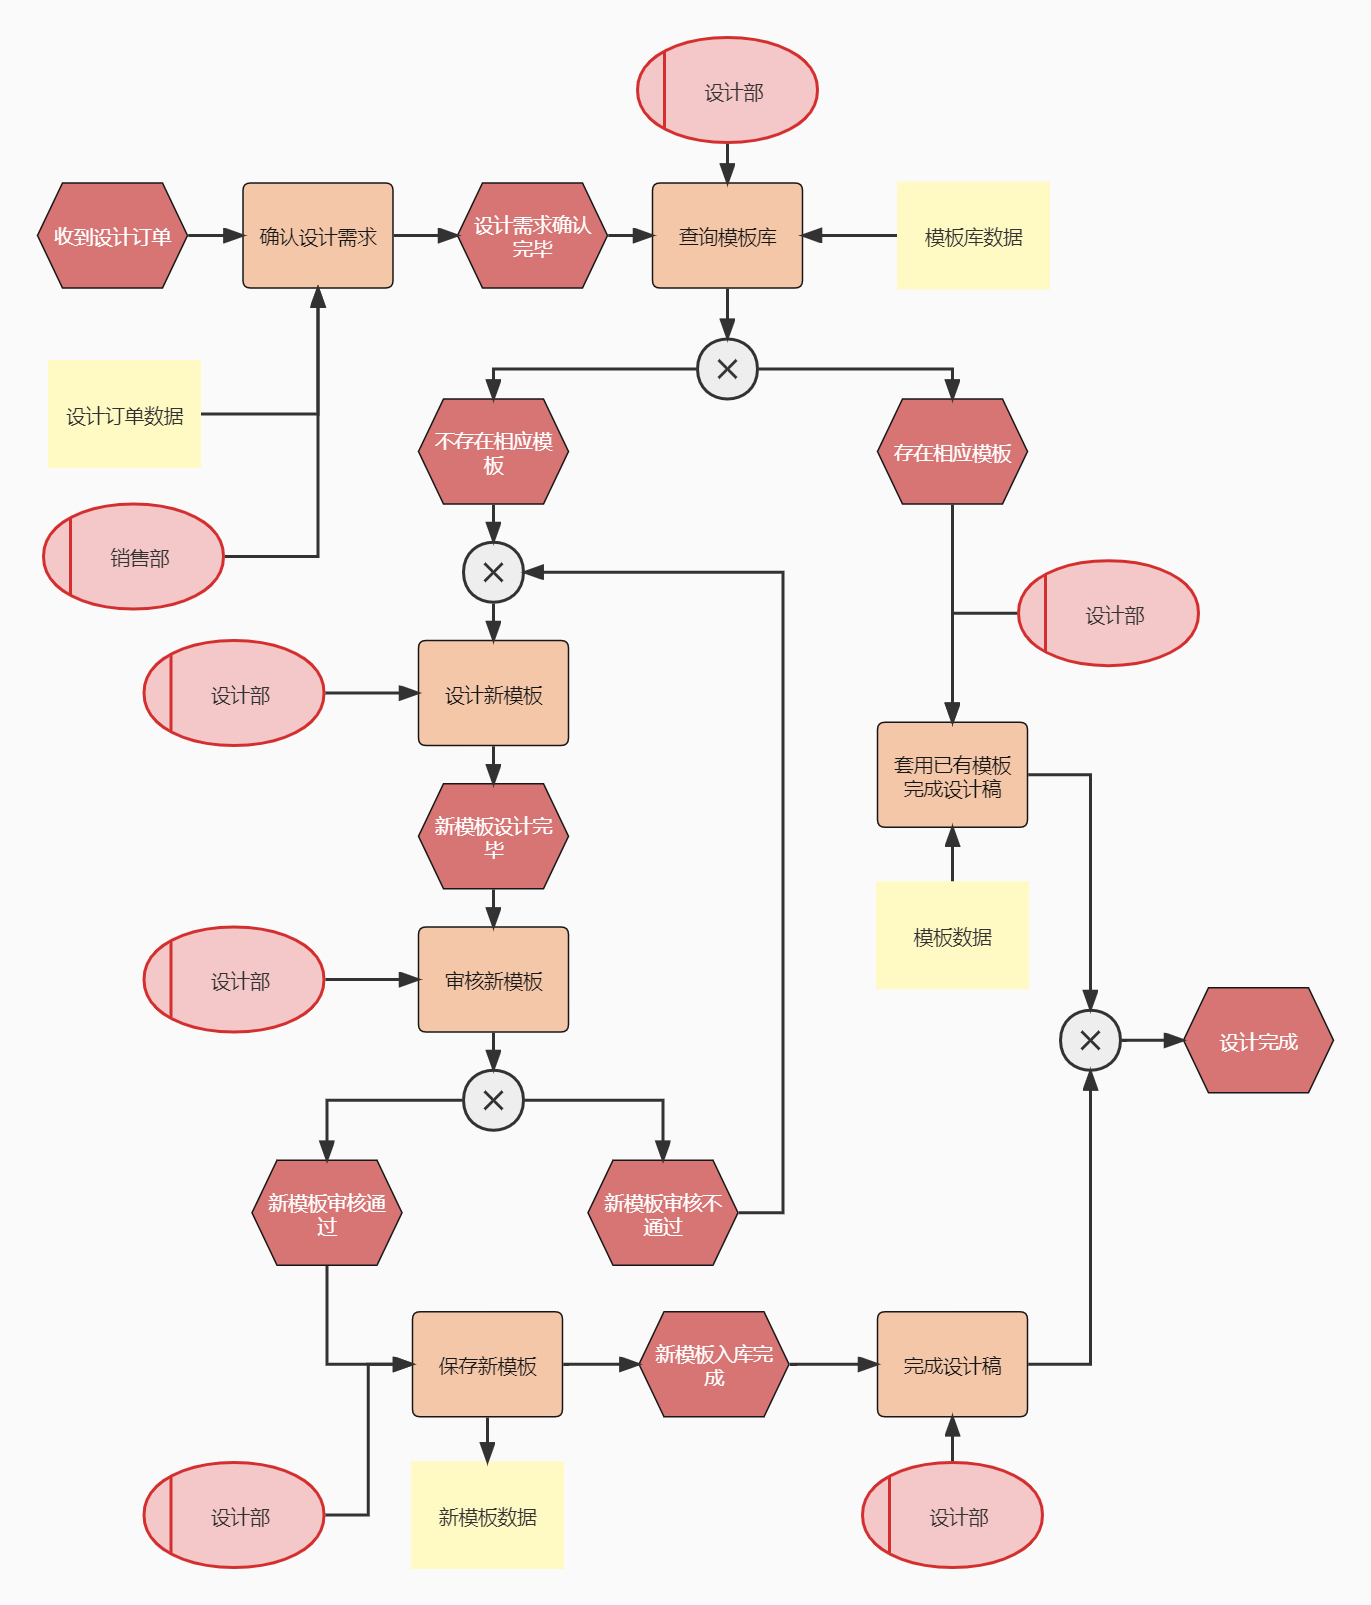 设计部
收到设计订单
确认设计需求
设计需求确认
完毕
查询模板库
模板库数据
设计订单数据
不存在相应模
板
存在相应模板
销售部
设计部
设计部
设计新模板
套用已有模板
完成设计稿
新模板设计完
毕
模板数据
设计部
审核新模板
设计完成
新模板审核通
过
新模板审核不
通过
保存新模板
新模板入库完
成
完成设计稿
设计部
新模板数据
设计部